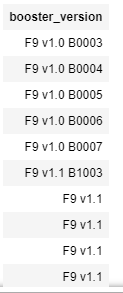 booster_version
F9 v1.0 B0003
F9 v1.0 B0004
F9 v1.0 B0005
F9 v1.0 B0006
F9 v1.0 B0007
F9 v1.1 B1003
F9 v1.1
F9 v1.1
F9 v1.1
F9 v1.1